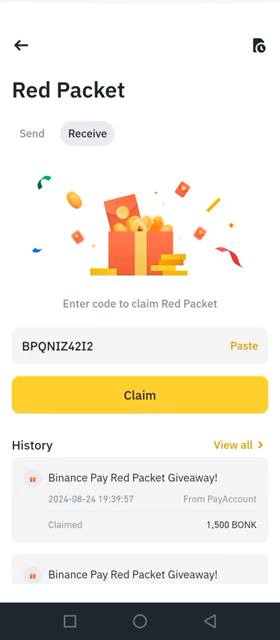 Red Packet
Send
Receive
Enter code to claim Red Packet
BPQNIZ42I2
Paste
Claim
History
View all
Binance Pay Red Packet Giveaway!
2024-08-24 19:39:57
From PayAccount
Claimed
1,500 BONK
Binance Pay Red Packet Giveaway!